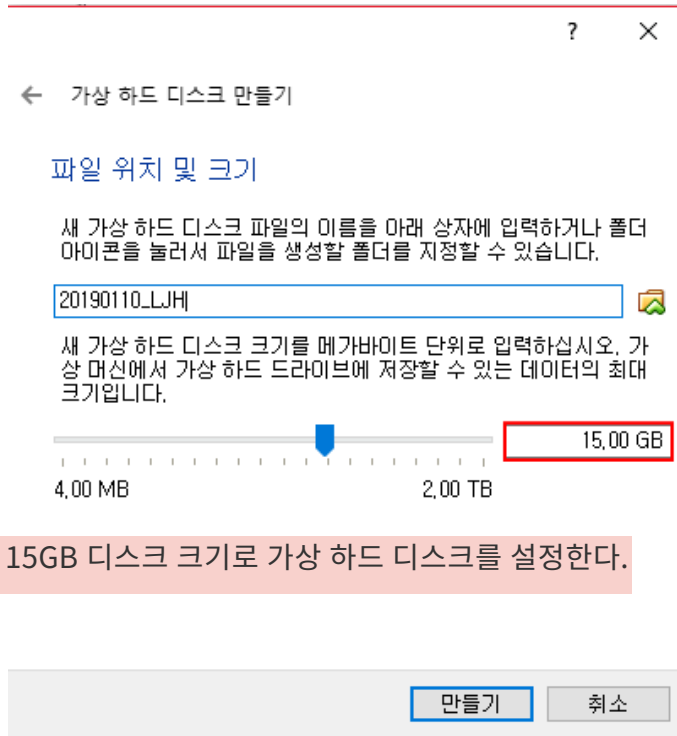 ?
가상 하드 디스크 만들기
파일 위치 및 크기
새 가상 하드 디스크 파일의 이름을 아래 상자에 입력하거나 폴더
아이콘을 눌러서 파일을 생성할 폴더를 지정할 수 있습니다.
20190110_LJH
새 가상 하드 디스크 크기를 메가바이트 단위로 입력하십시오. 가
상 머신에서 가상 하드 드라이브에 저장할 수 있는 데이터의 최대
크기입니다.
15,00 GB
4,00 MB 2,00 TB
15GB 디스크 크기로 가상 하드 디스크를 설정한다.
만들기 취소